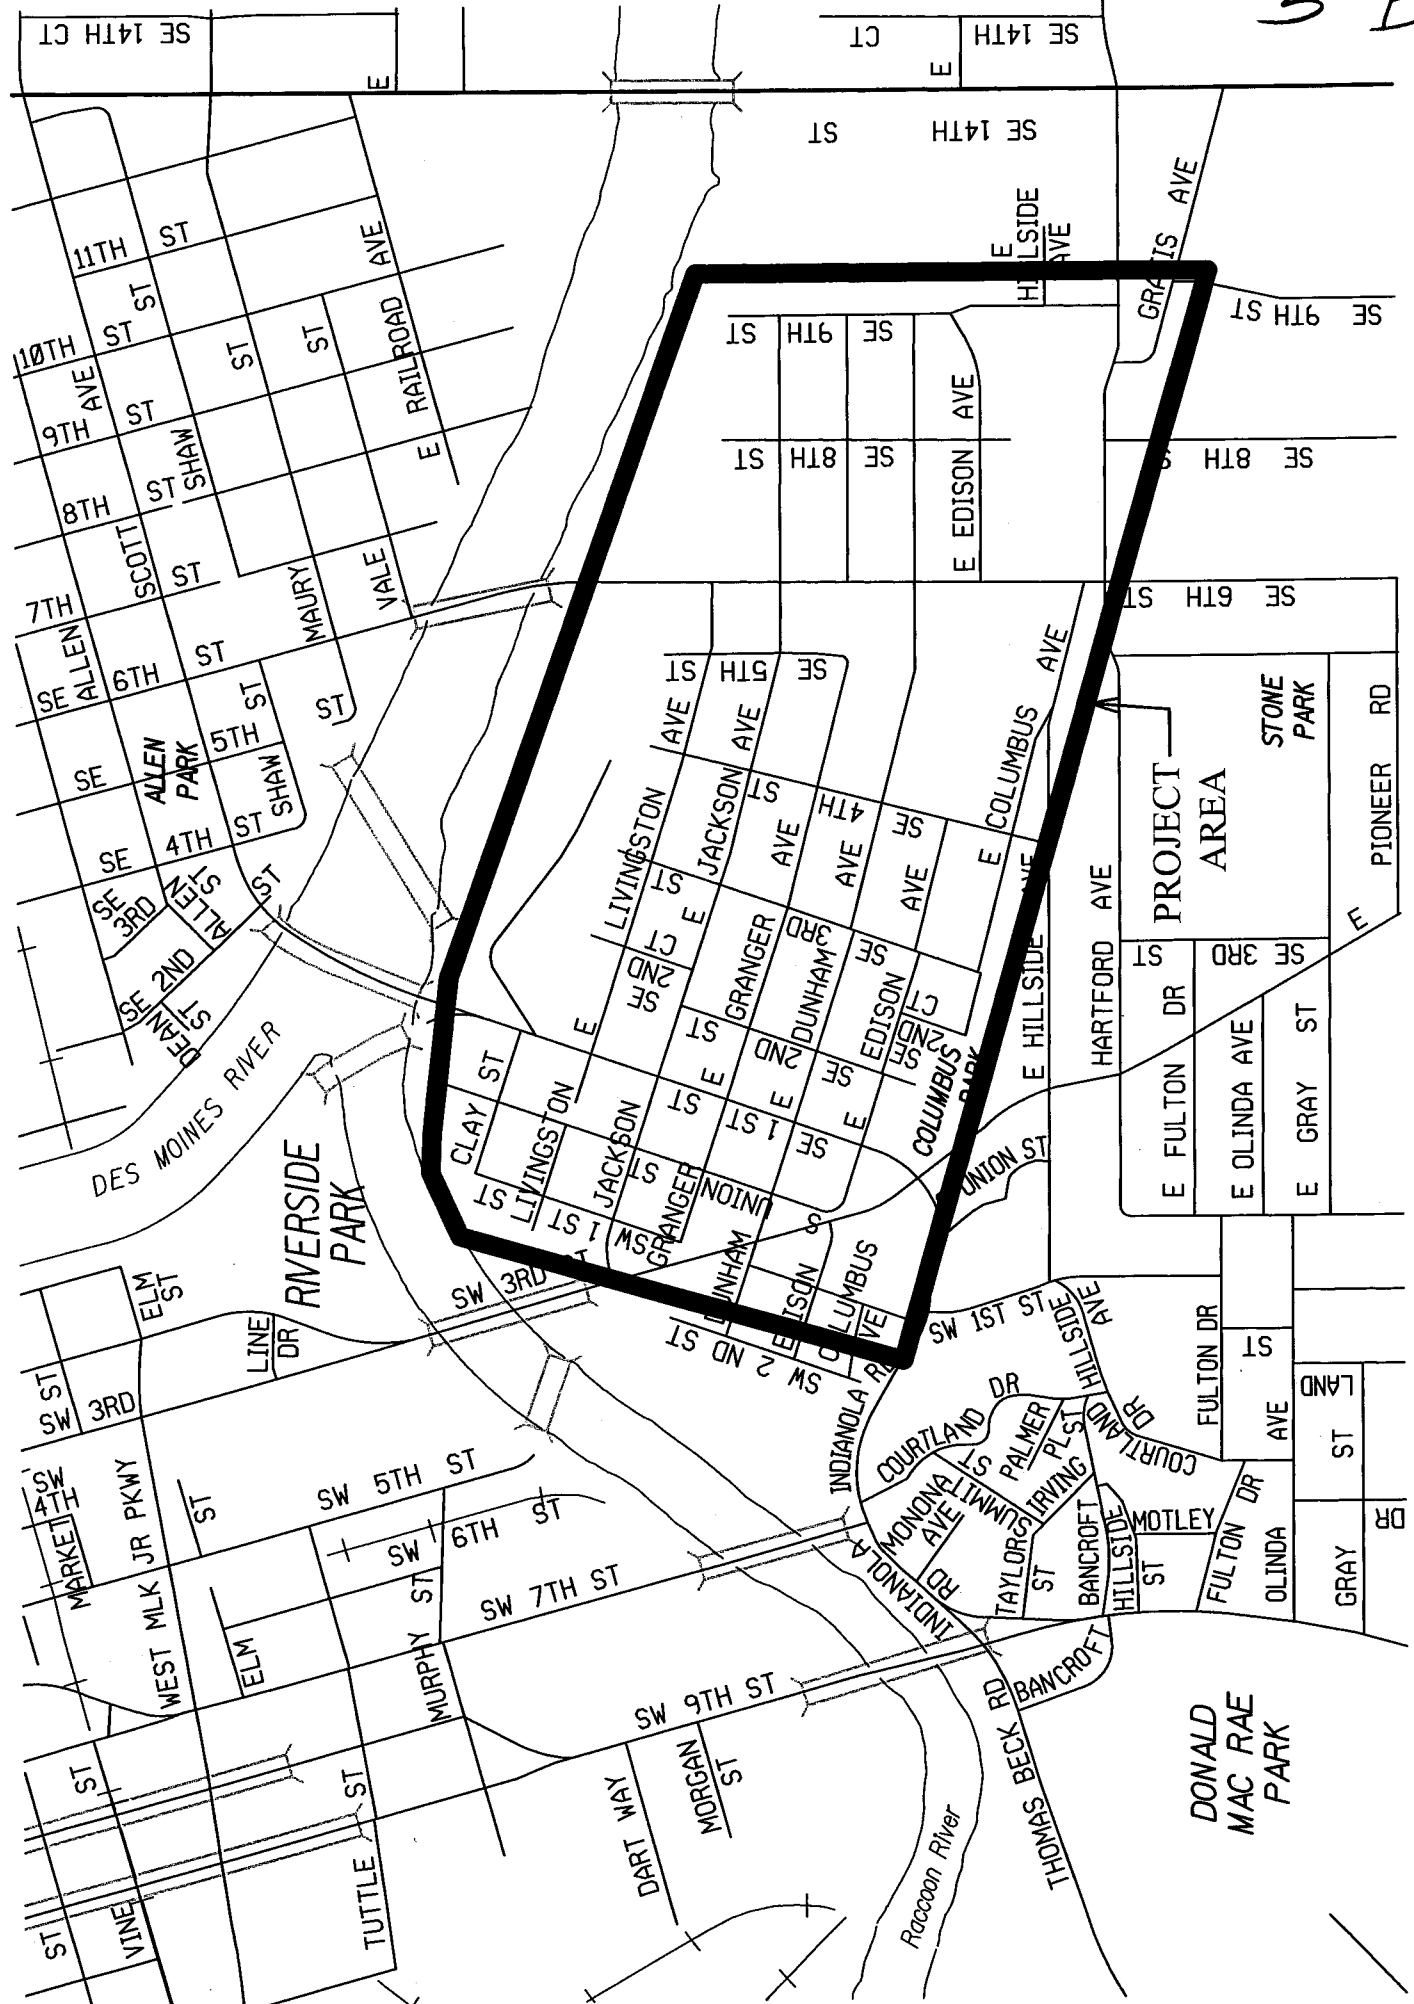 SE 14TH CT
E
CT
E
SE 14TH
SE 14TH ST
11TH ST
10TH ST
ST
AVE
9TH ST
ST
ST
E RAILROAD AVE
SHAW
8TH ST
SCOTT
7TH ST
ALLEN
MAURY
VALE
SE 6TH ST
ST
ST
ALLEN
PARK
SE 5TH
SHAW
SE 4TH ST
SE
3RD
ALLEN
ST
ST
SE 2ND
DEAN
ST
DES MOINES RIVER
RIVERSIDE
PARK
E
HILLSIDE
AVE
GRATIS AVE
SE 9TH ST
SE 9TH ST
SE 8TH ST
SE 8TH
E EDISON AVE
SE 6TH ST
SE 5TH ST
E COLUMBUS AVE
E LIVINGSTON AVE
E JACKSON AVE
SE 4TH ST
E GRANGER AVE
E DUNHAM AVE
E EDISON AVE
SE 3RD ST
SE
2ND
CT
SE
2ND
CT
SE 2ND ST
SE 1 ST ST
COLUMBUS
PARK
E HILLSIDE AVE
HARTFORD AVE
PROJECT
AREA
STONE
PARK
E PIONEER RD
SE 3RD ST
E FULTON DR
E OLINDA AVE
E GRAY ST
UNION ST
CLAY ST
LIVINGSTON
JACKSON
GRANGER
S UNION ST
SW 1 ST ST
SW 3RD ST
SW 2 ND ST
INDIANOLA RD
SW 1ST ST
HILLSIDE
AVE
ELM
ST
LINE
DR
ST
SW 3RD
SW
4TH
MARKET
WEST MLK JR PKWY
ST
SW 5TH ST
SW 6TH ST
SW 7TH ST
ELM
MURPHY ST
SW 9TH ST
MORGAN
ST
DART WAY
TUTTLE ST
VINE ST
ST
Raccoon River
THOMAS BECK RD
INDIANOLA RD
COURTLAND DR
COURTLAND DR
MONONA
AVE
SUMMIT ST
PALMER
PL
IRVING ST
TAYLORS
ST
BANCROFT
BANCROFT
HILLSIDE
ST
MOTLEY
FULTON DR
FULTON DR
ST
OLINDA AVE
GRAY ST
LAND
DR
DONALD
MAC RAE
PARK